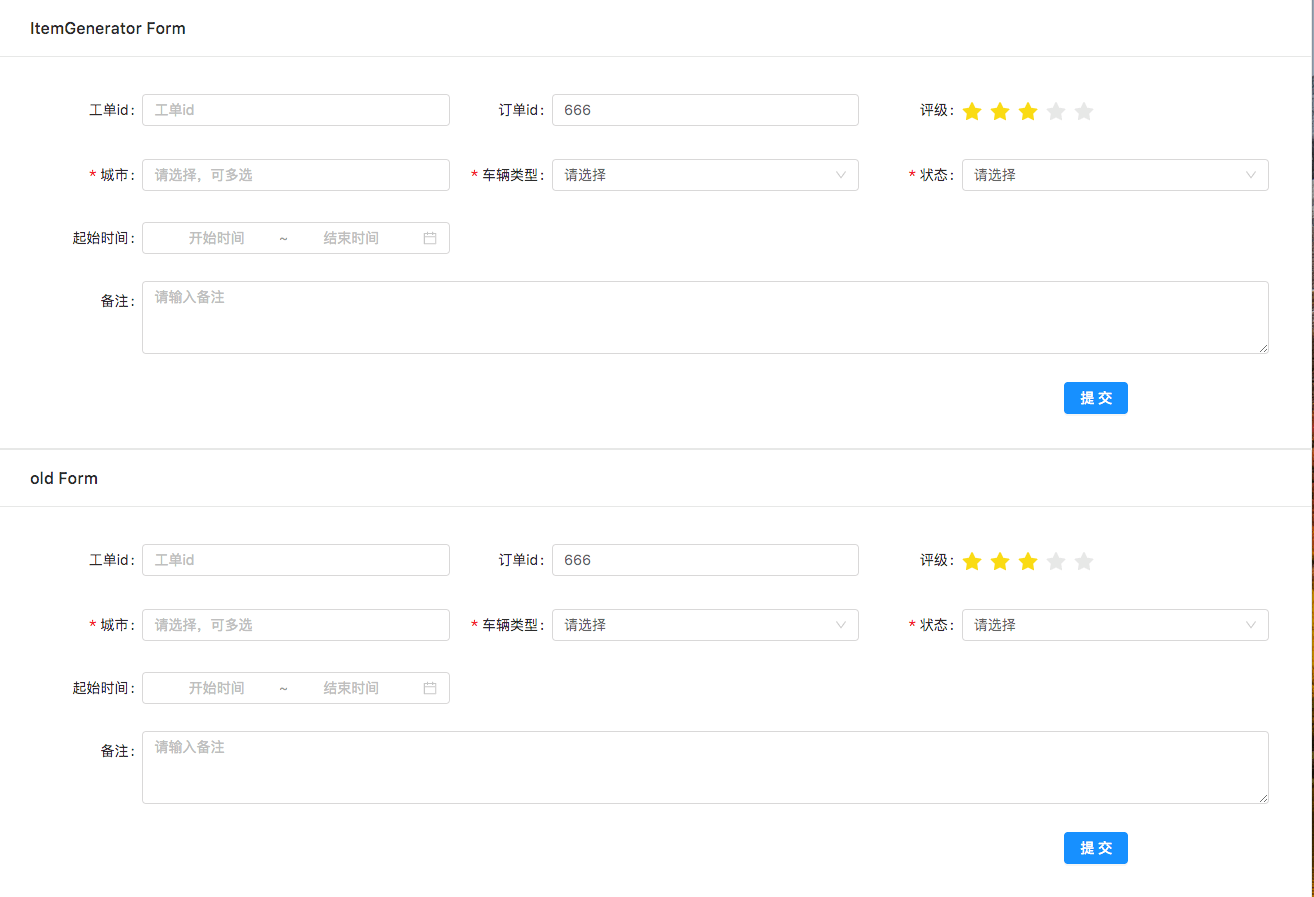 ItemGenerator Form
工单id: 工单id 订单id: 666 评级:
* 城市: 请选择，可多选 * 车辆类型: 请选择 * 状态: 请选择
起始时间: 开始时间 ~ 结束时间
备注: 请输入备注
提 交
old Form
工单id: 工单id 订单id: 666 评级:
* 城市: 请选择，可多选 * 车辆类型: 请选择 * 状态: 请选择
起始时间: 开始时间 ~ 结束时间
备注: 请输入备注
提 交